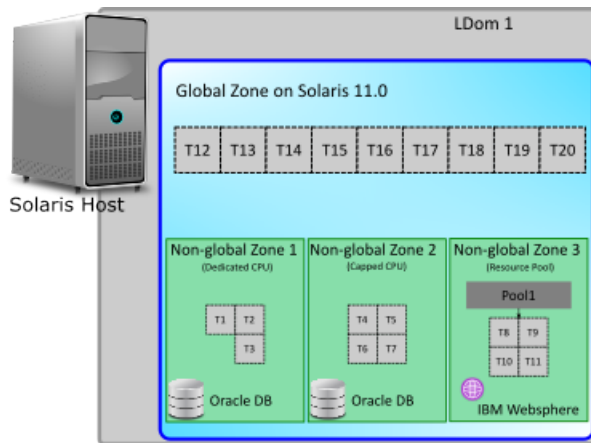 LDom 1
Global Zone on Solaris 11.0
T12 T13 T14 T15 T16 T17 T18 T19 T20
Solaris Host
Non-global Zone 1
(Dedicated CPU)
T1 T2
T3
Oracle DB
Non-global Zone 2
(Capped CPU)
T4 T5
T6 T7
Oracle DB
Non-global Zone 3
(Resource Pool)
Pool1
T8 T9
T10 T11
IBM Websphere